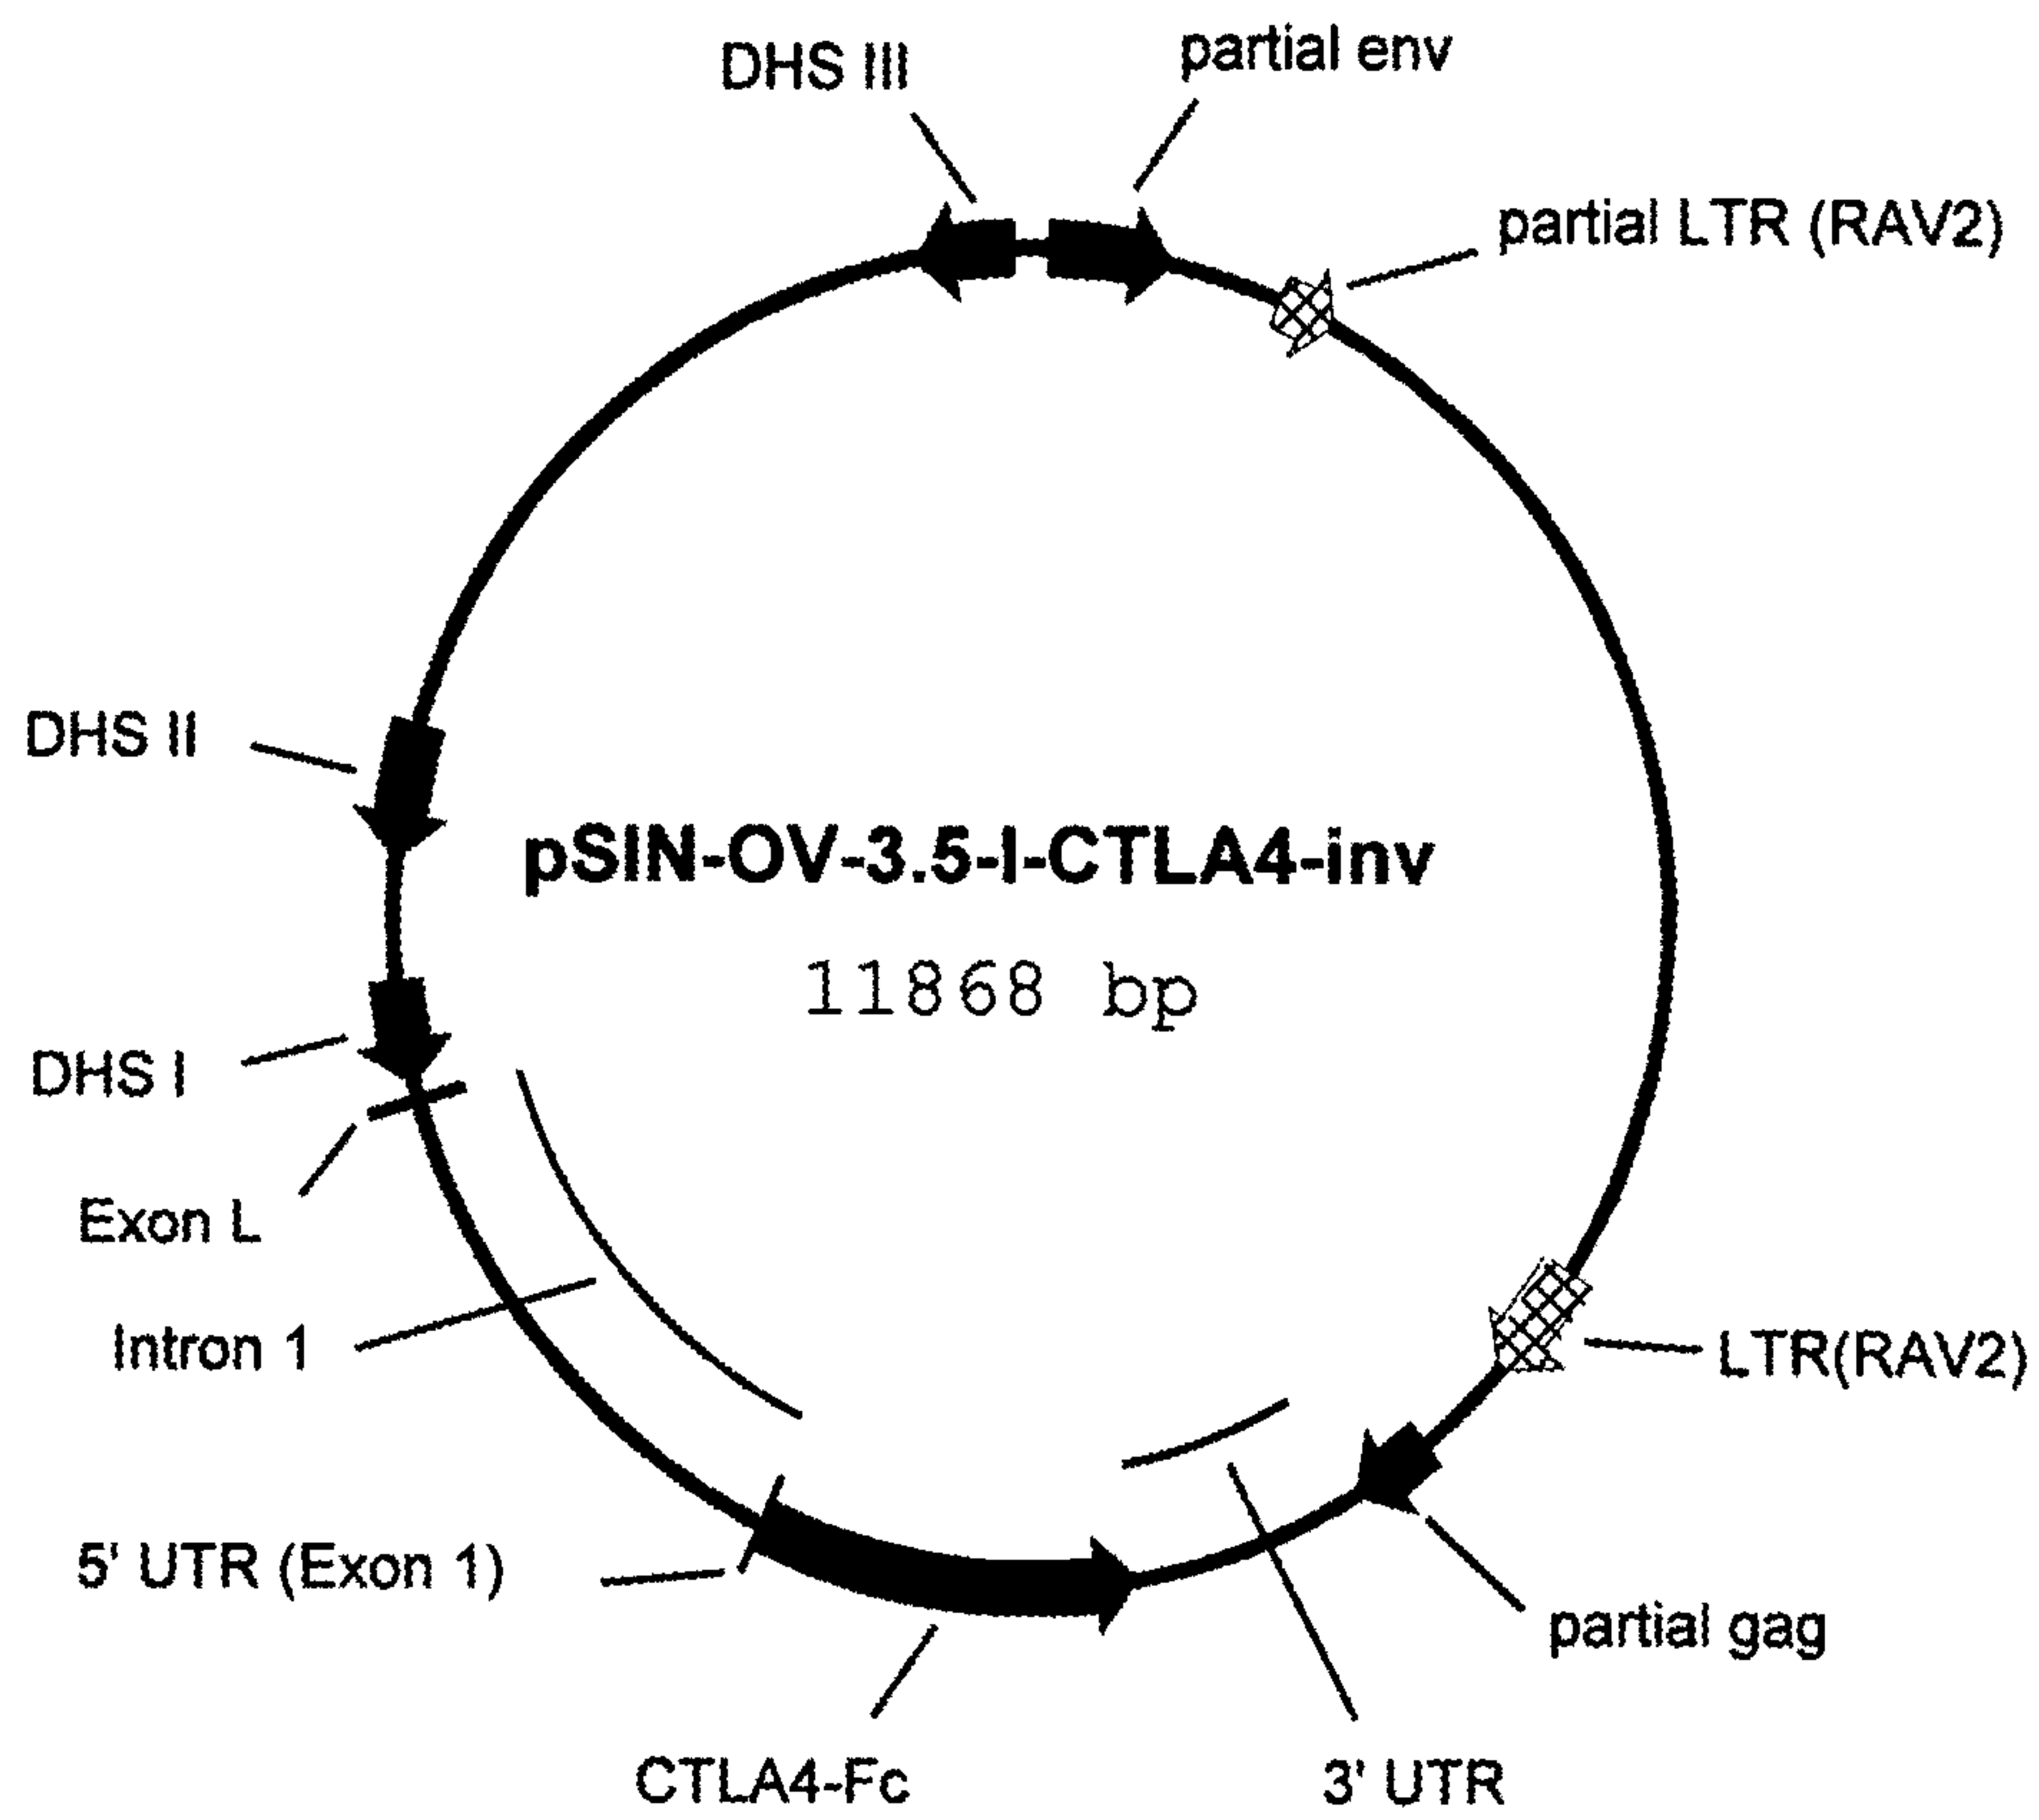 DHS III
partial env
partial LTR (RAV2)
DHS II
pSIN-OV-3.5-I-CTLA4-inv
11868 bp
DHS I
Exon L
Intron 1
LTR(RAV2)
5' UTR (Exon 1)
partial gag
CTLA4-Fc
3' UTR